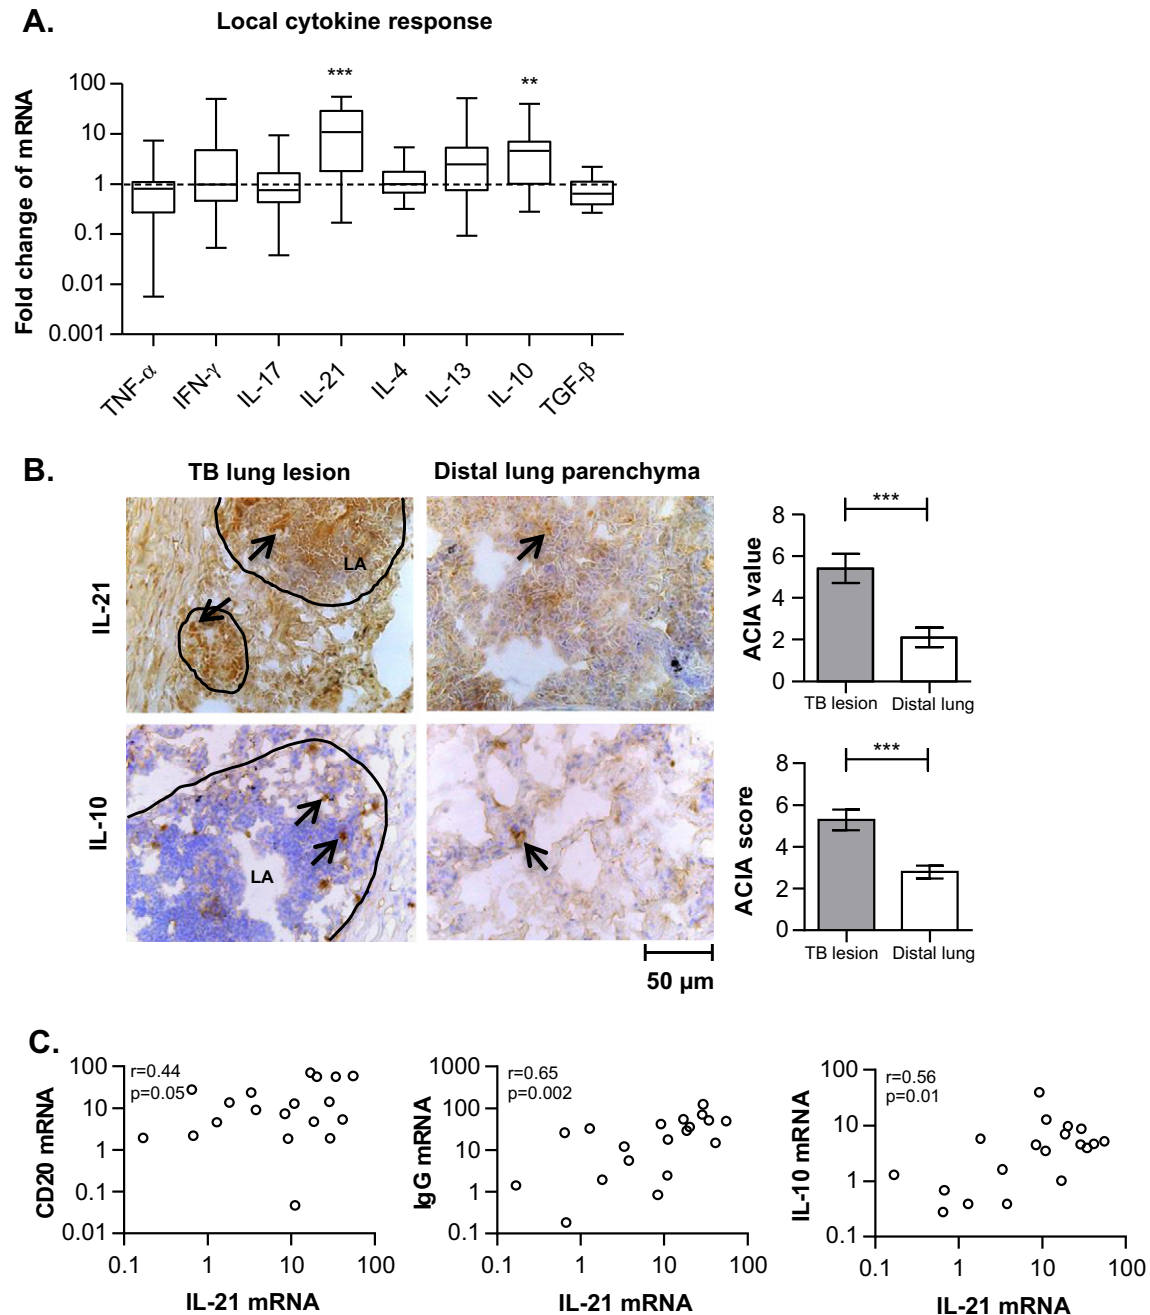 A.
Local cytokine response
Fold change of mRNA
100
10
1
0.1
0.01
0.001
***
**
TNF-α
IFN-γ
IL-17
IL-21
IL-4
IL-13
IL-10
TGF-β
B.
TB lung lesion
Distal lung parenchyma
IL-21
LA
ACIA value
8
6
4
2
0
***
TB lesion
Distal lung
IL-10
LA
50 µm
ACIA score
8
6
4
2
0
***
TB lesion
Distal lung
C.
CD20 mRNA
100
10
1
0.1
0.01
r=0.44
p=0.05
0.1
1
10
100
IL-21 mRNA
IgG mRNA
1000
100
10
1
0.1
r=0.65
p=0.002
0.1
1
10
100
IL-21 mRNA
IL-10 mRNA
100
10
1
0.1
r=0.56
p=0.01
0.1
1
10
100
IL-21 mRNA